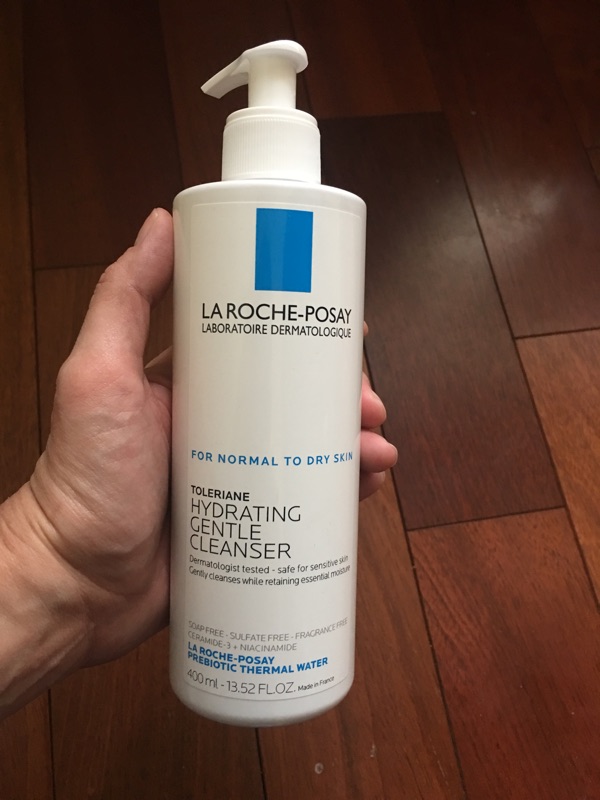 LA ROCHE-POSAY
LABORATOIRE DERMATOLOGIQUE
FOR NORMAL TO DRY SKIN
TOLERIANE
HYDRATING
GENTLE
CLEANSER
Dermatologist tested - safe for sensitive skin
Gently cleanses while retaining essential moisture
SOAP FREE - SULFATE FREE - FRAGRANCE FREE
CERAMIDE-3 + NIACINAMIDE
LA ROCHE-POSAY
PREBIOTIC THERMAL WATER
400 ml - 13.52 FL.OZ. Made in France